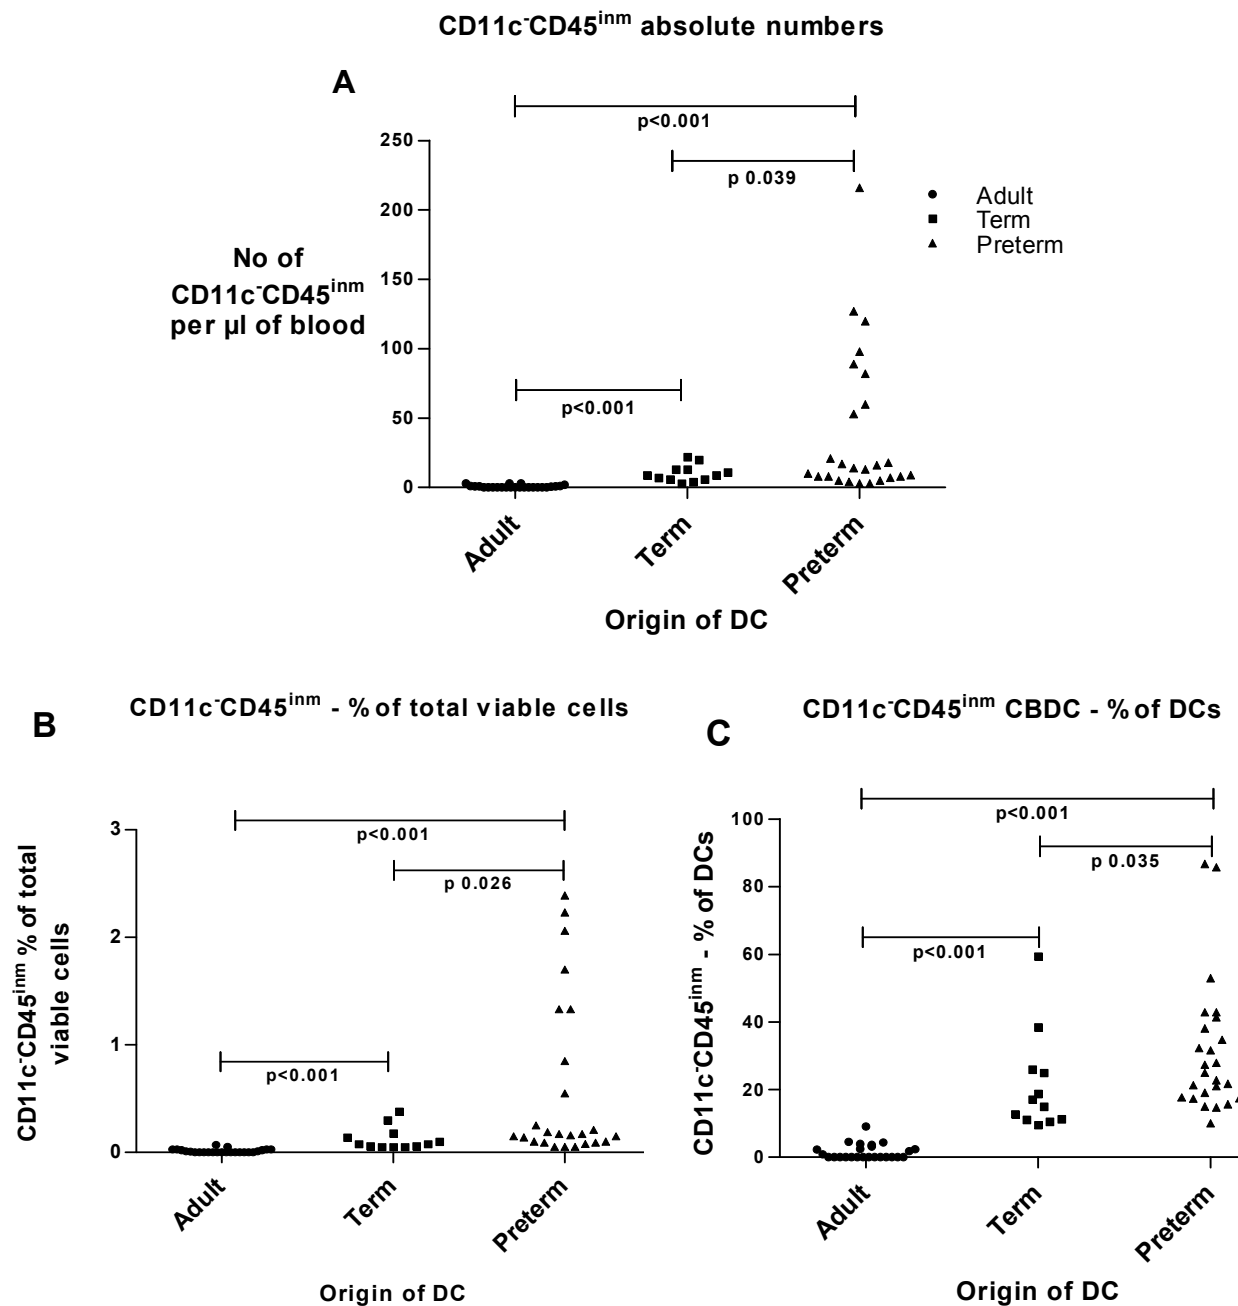 CD11c⁻CD45ⁱⁿᵐ absolute numbers
A
p<0.001
p 0.039
p<0.001
250
200
150
100
50
0
No of
CD11c⁻CD45ⁱⁿᵐ
per µl of blood
Adult
Term
Preterm
Adult
Term
Preterm
Origin of DC
B
CD11c⁻CD45ⁱⁿᵐ - % of total viable cells
p<0.001
p 0.026
p<0.001
3
2
1
0
CD11c⁻CD45ⁱⁿᵐ % of total
viable cells
Adult
Term
Preterm
Origin of DC
C
CD11c⁻CD45ⁱⁿᵐ CBDC - % of DCs
p<0.001
p 0.035
p<0.001
100
80
60
40
20
0
CD11c⁻CD45ⁱⁿᵐ - % of DCs
Adult
Term
Preterm
Origin of DC